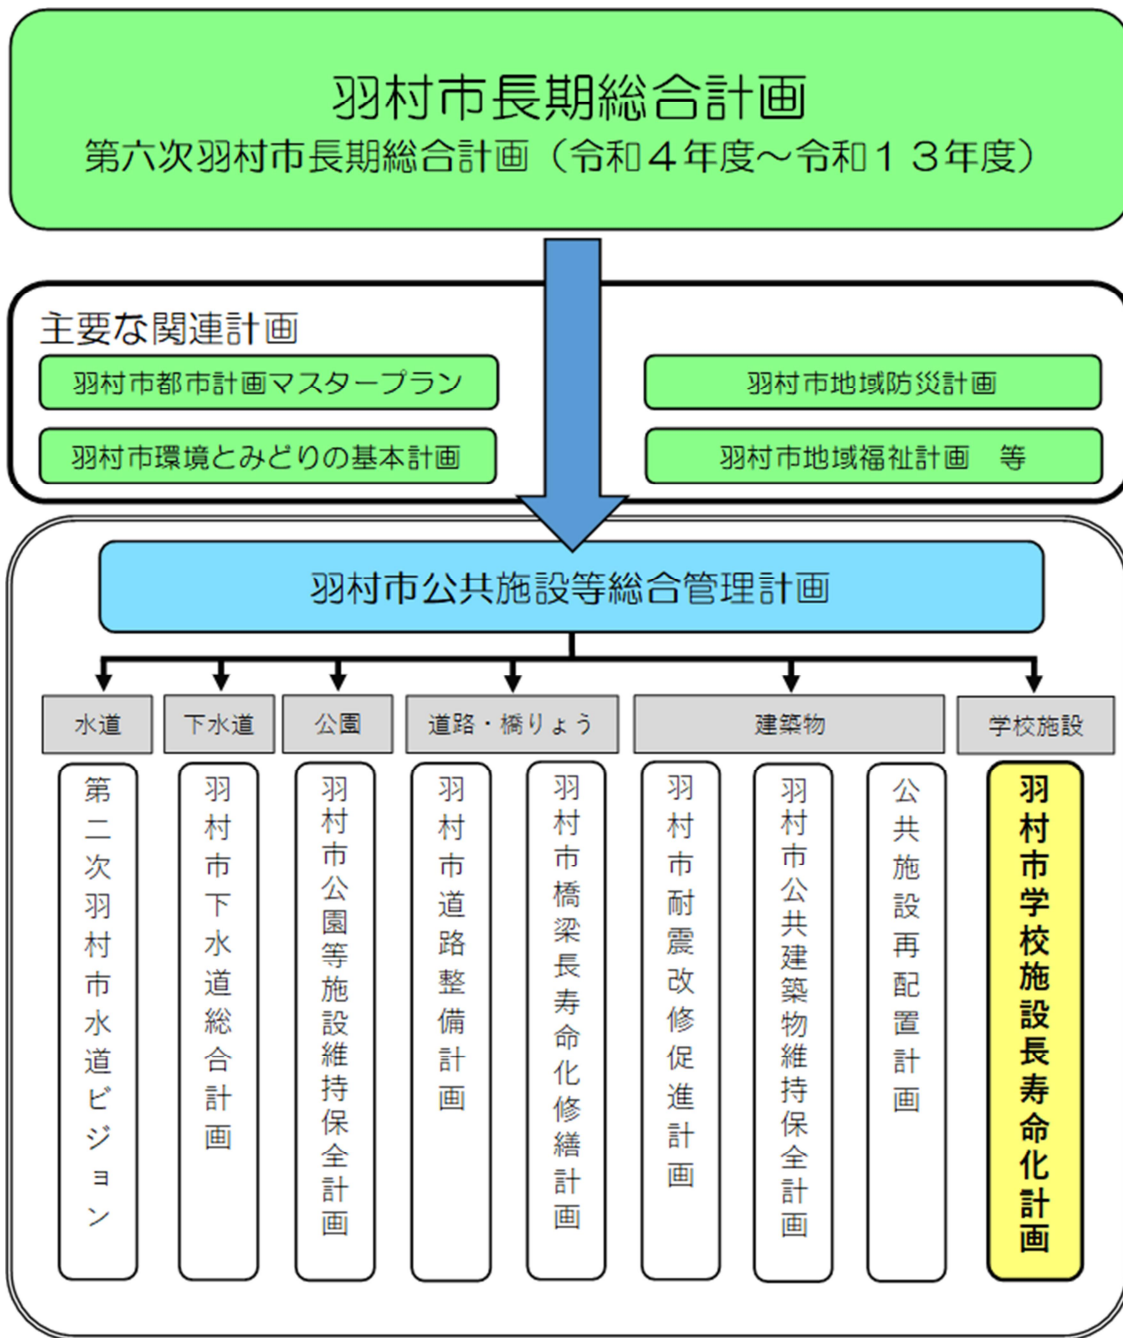 羽村市長期総合計画
第六次羽村市長期総合計画（令和４年度～令和１３年度）
主要な関連計画
羽村市都市計画マスタープラン
羽村市地域防災計画
羽村市環境とみどりの基本計画
羽村市地域福祉計画　等
羽村市公共施設等総合管理計画
水道
下水道
公園
道路・橋りょう
建築物
学校施設
第二次羽村市水道ビジョン
羽村市下水道総合計画
羽村市公園等施設維持保全計画
羽村市道路整備計画
羽村市橋梁長寿命化修繕計画
羽村市耐震改修促進計画
羽村市公共建築物維持保全計画
公共施設再配置計画
羽村市学校施設長寿命化計画